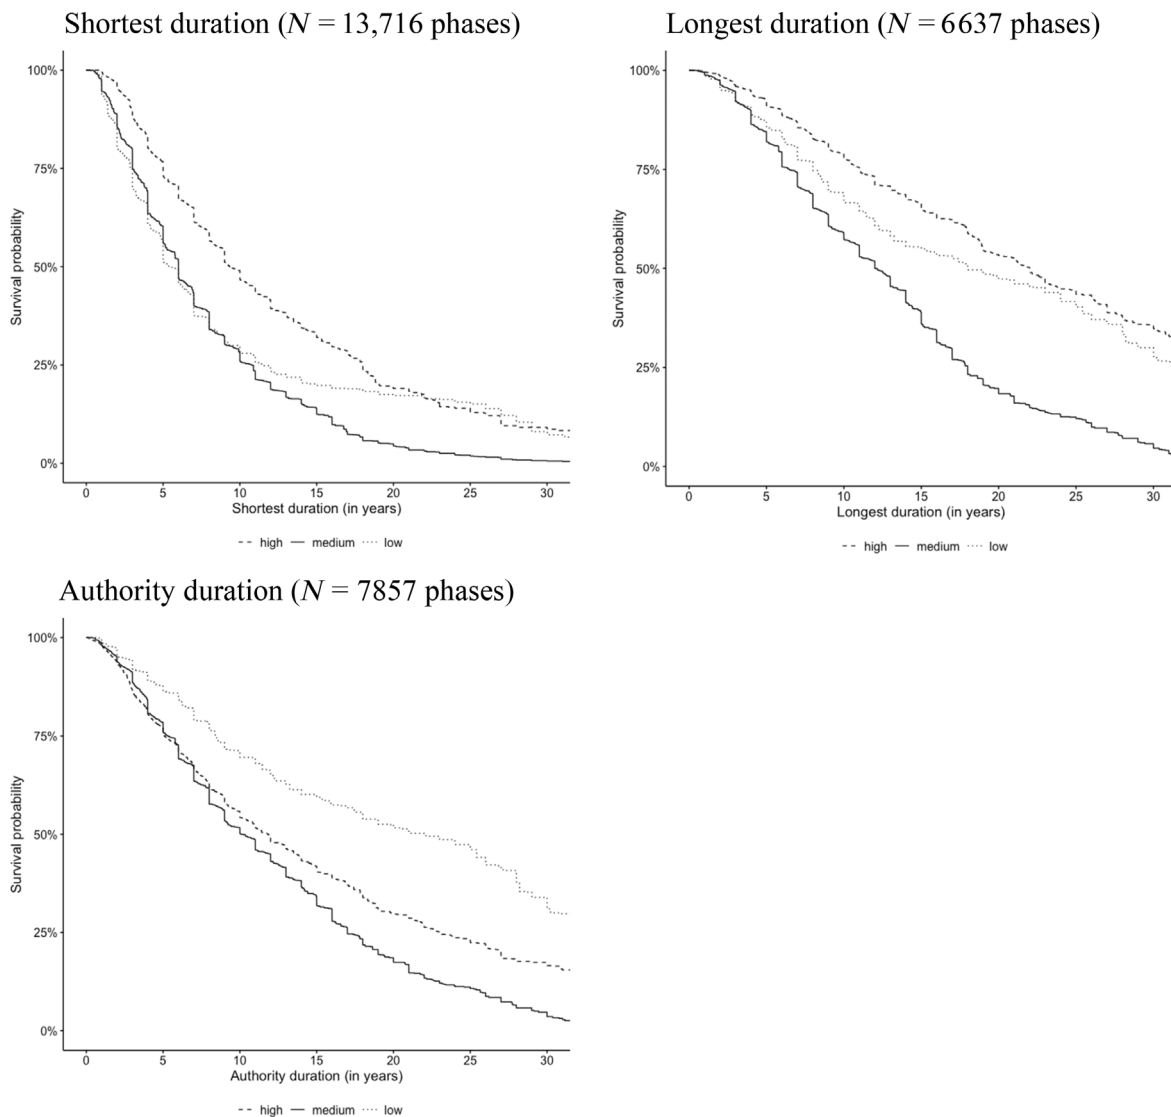 Shortest duration (N = 13,716 phases)
100%
75%
50%
25%
0%
Survival probability
0 5 10 15 20 25 30
Shortest duration (in years)
high medium low
Longest duration (N = 6637 phases)
100%
75%
50%
25%
0%
Survival probability
0 5 10 15 20 25 30
Longest duration (in years)
high medium low
Authority duration (N = 7857 phases)
100%
75%
50%
25%
0%
Survival probability
0 5 10 15 20 25 30
Authority duration (in years)
high medium low